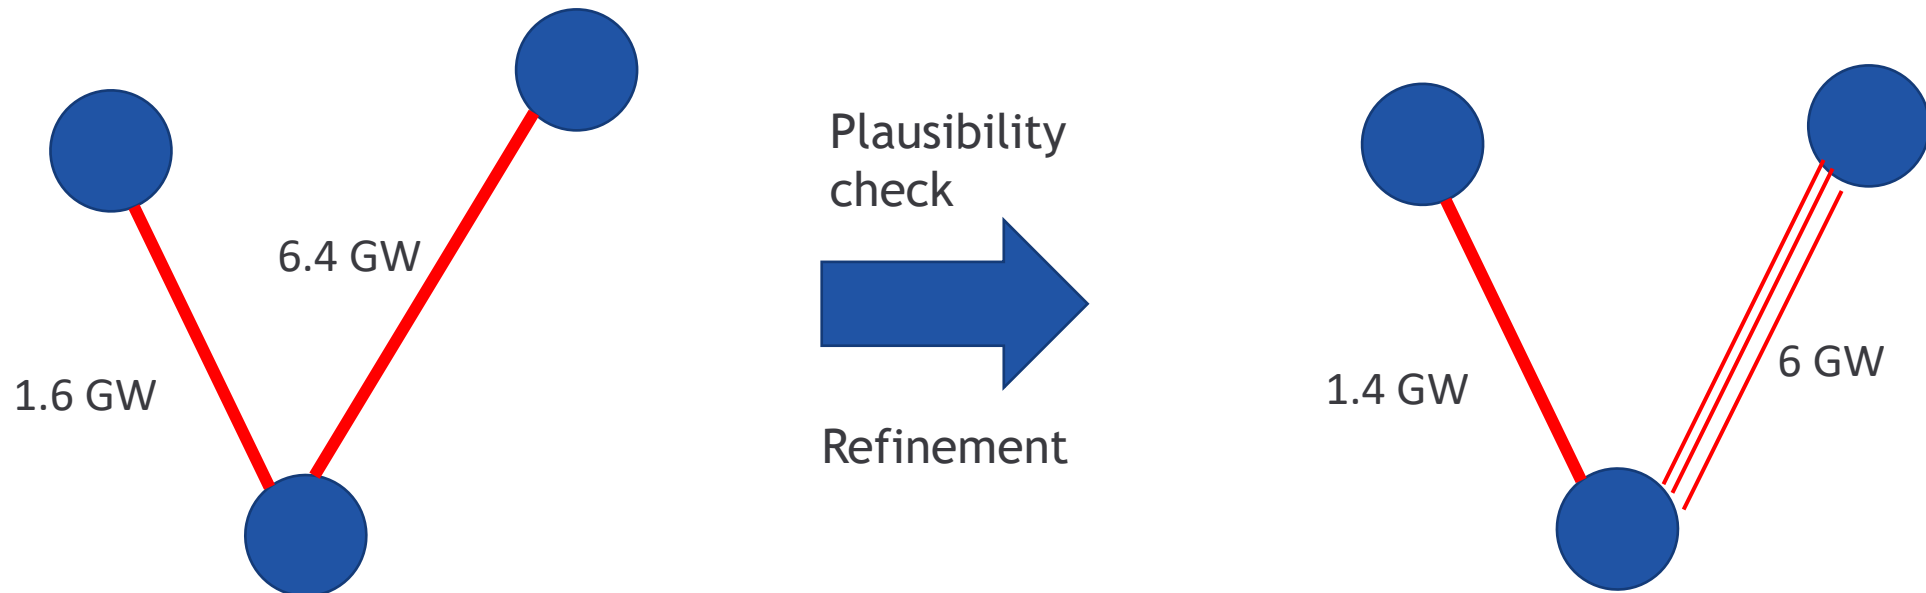 6.4 GW
1.6 GW
Plausibility
check
Refinement
1.4 GW
6 GW